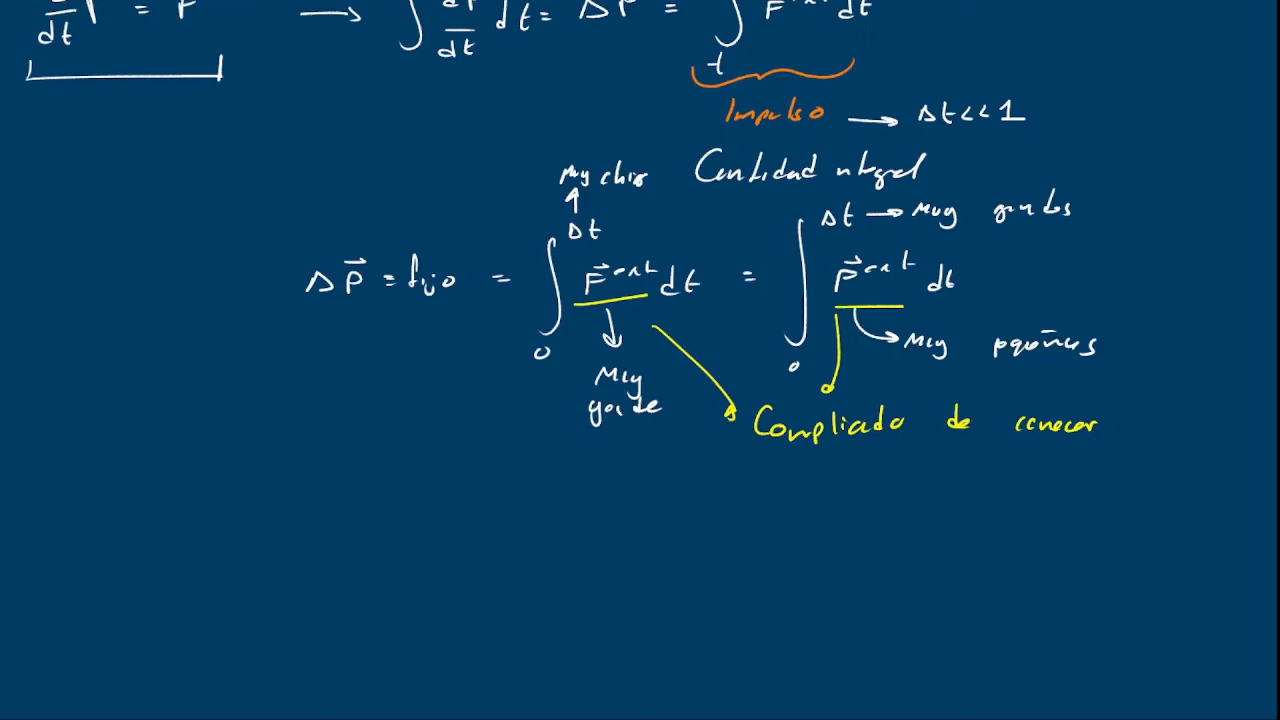 d/dt P = F → ∫ dP/dt dt = ΔP = ∫ F^ext dt
t
Impulso → Δt<<1
Muy chico Cantidad integral
Δt Δt → Muy grandes
ΔP⃗ = fijo = ∫ F⃗^ext dt = ∫ F⃗^ext dt
0 0
Muy pequeñas
Muy
grande
Complicado de conocer